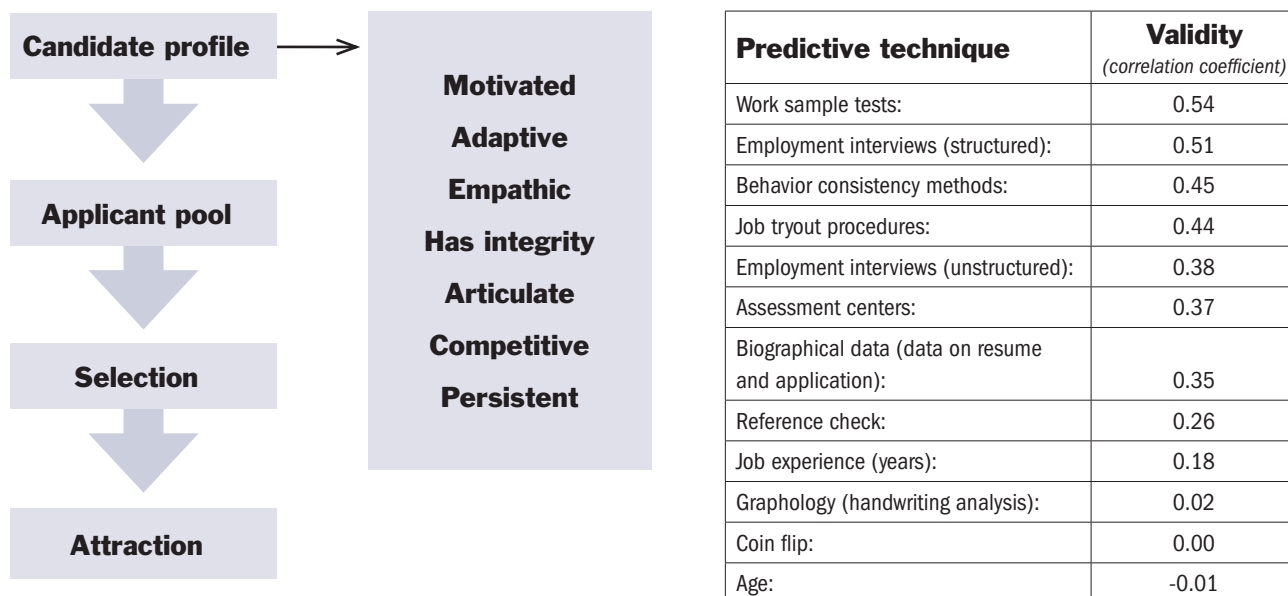 Candidate profile
Applicant pool
Selection
Attraction
Motivated
Adaptive
Empathic
Has integrity
Articulate
Competitive
Persistent
Predictive technique Validity
(correlation coefficient)
Work sample tests: 0.54
Employment interviews (structured): 0.51
Behavior consistency methods: 0.45
Job tryout procedures: 0.44
Employment interviews (unstructured): 0.38
Assessment centers: 0.37
Biographical data (data on resume
and application): 0.35
Reference check: 0.26
Job experience (years): 0.18
Graphology (handwriting analysis): 0.02
Coin flip: 0.00
Age: -0.01